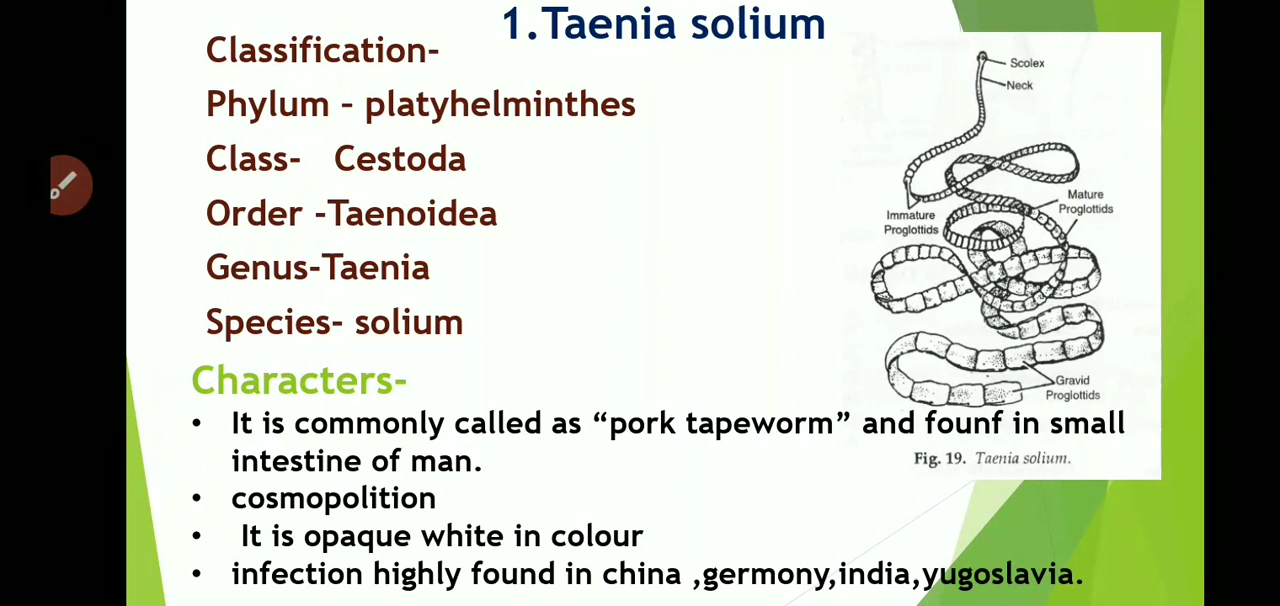 1.Taenia solium
Classification-
Phylum - platyhelminthes
Class- Cestoda
Order -Taenoidea
Genus-Taenia
Species- solium
Scolex
Neck
Immature
Proglottids
Mature
Proglottids
Gravid
Proglottids
Fig. 19. Taenia solium.
Characters-
• It is commonly called as “pork tapeworm” and founf in small
intestine of man.
• cosmopolition
• It is opaque white in colour
• infection highly found in china ,germony,india,yugoslavia.